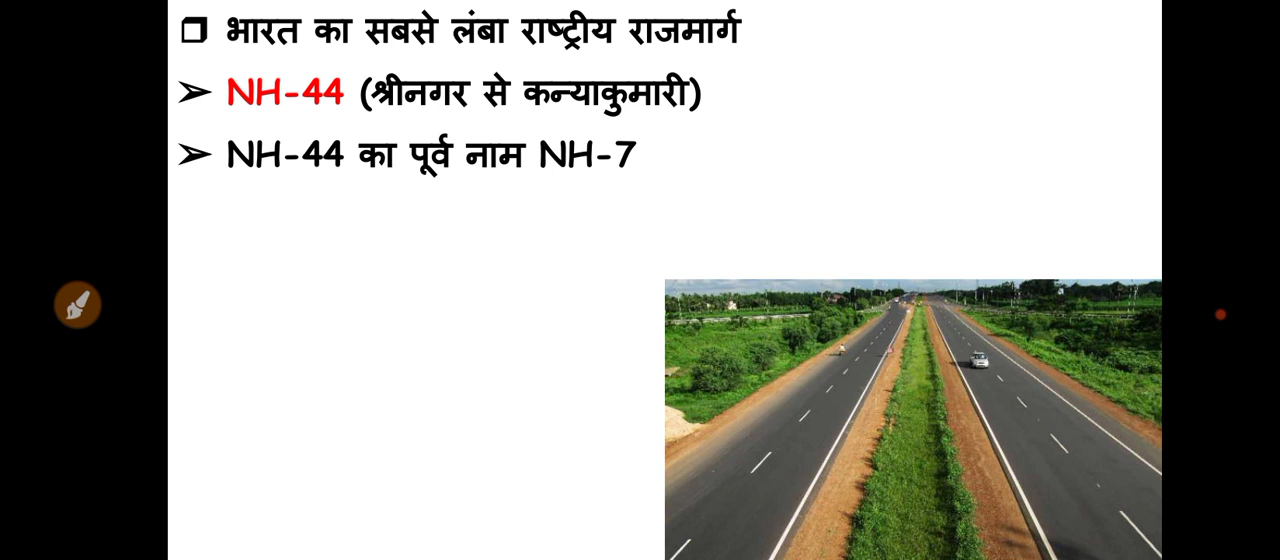 ❒ भारत का सबसे लंबा राष्ट्रीय राजमार्ग
➢ NH-44 (श्रीनगर से कन्याकुमारी)
➢ NH-44 का पूर्व नाम NH-7